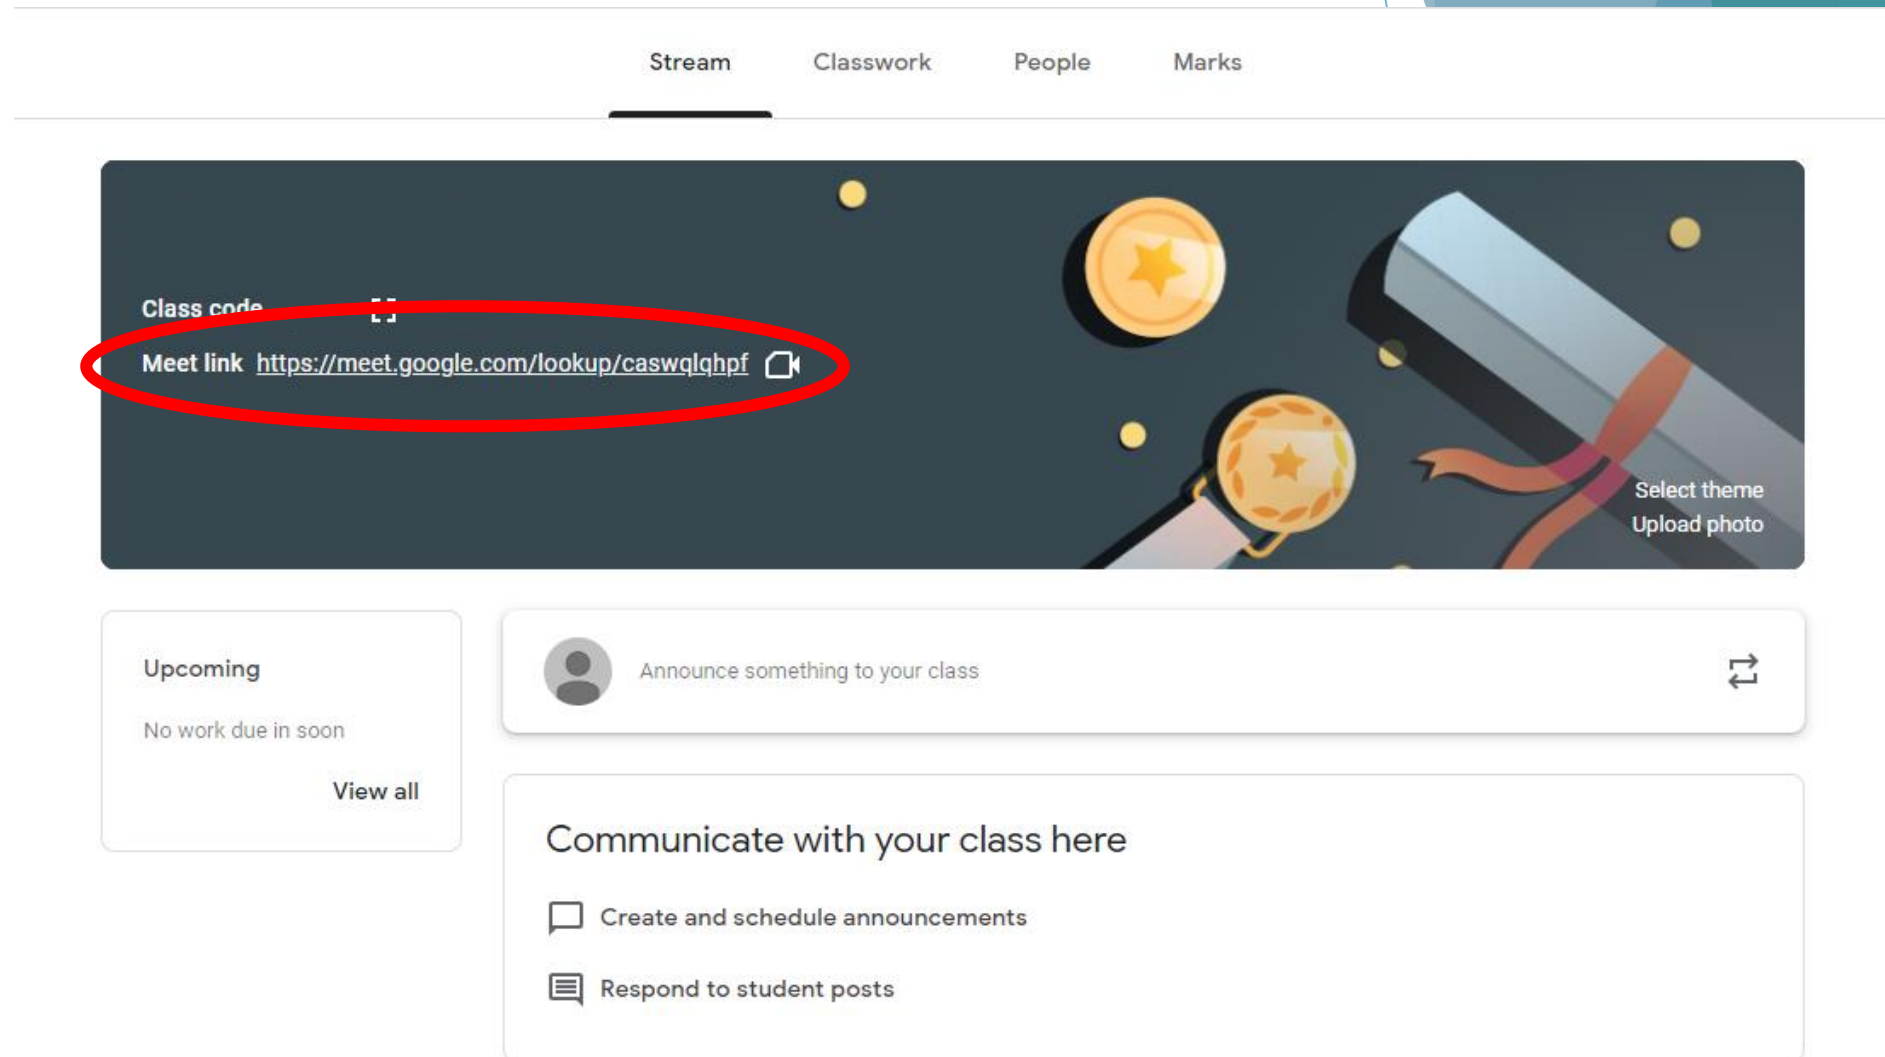 Stream Classwork People Marks
Class code
Meet link https://meet.google.com/lookup/caswqlqhpf
Select theme
Upload photo
Upcoming
No work due in soon
View all
Announce something to your class
Communicate with your class here
Create and schedule announcements
Respond to student posts